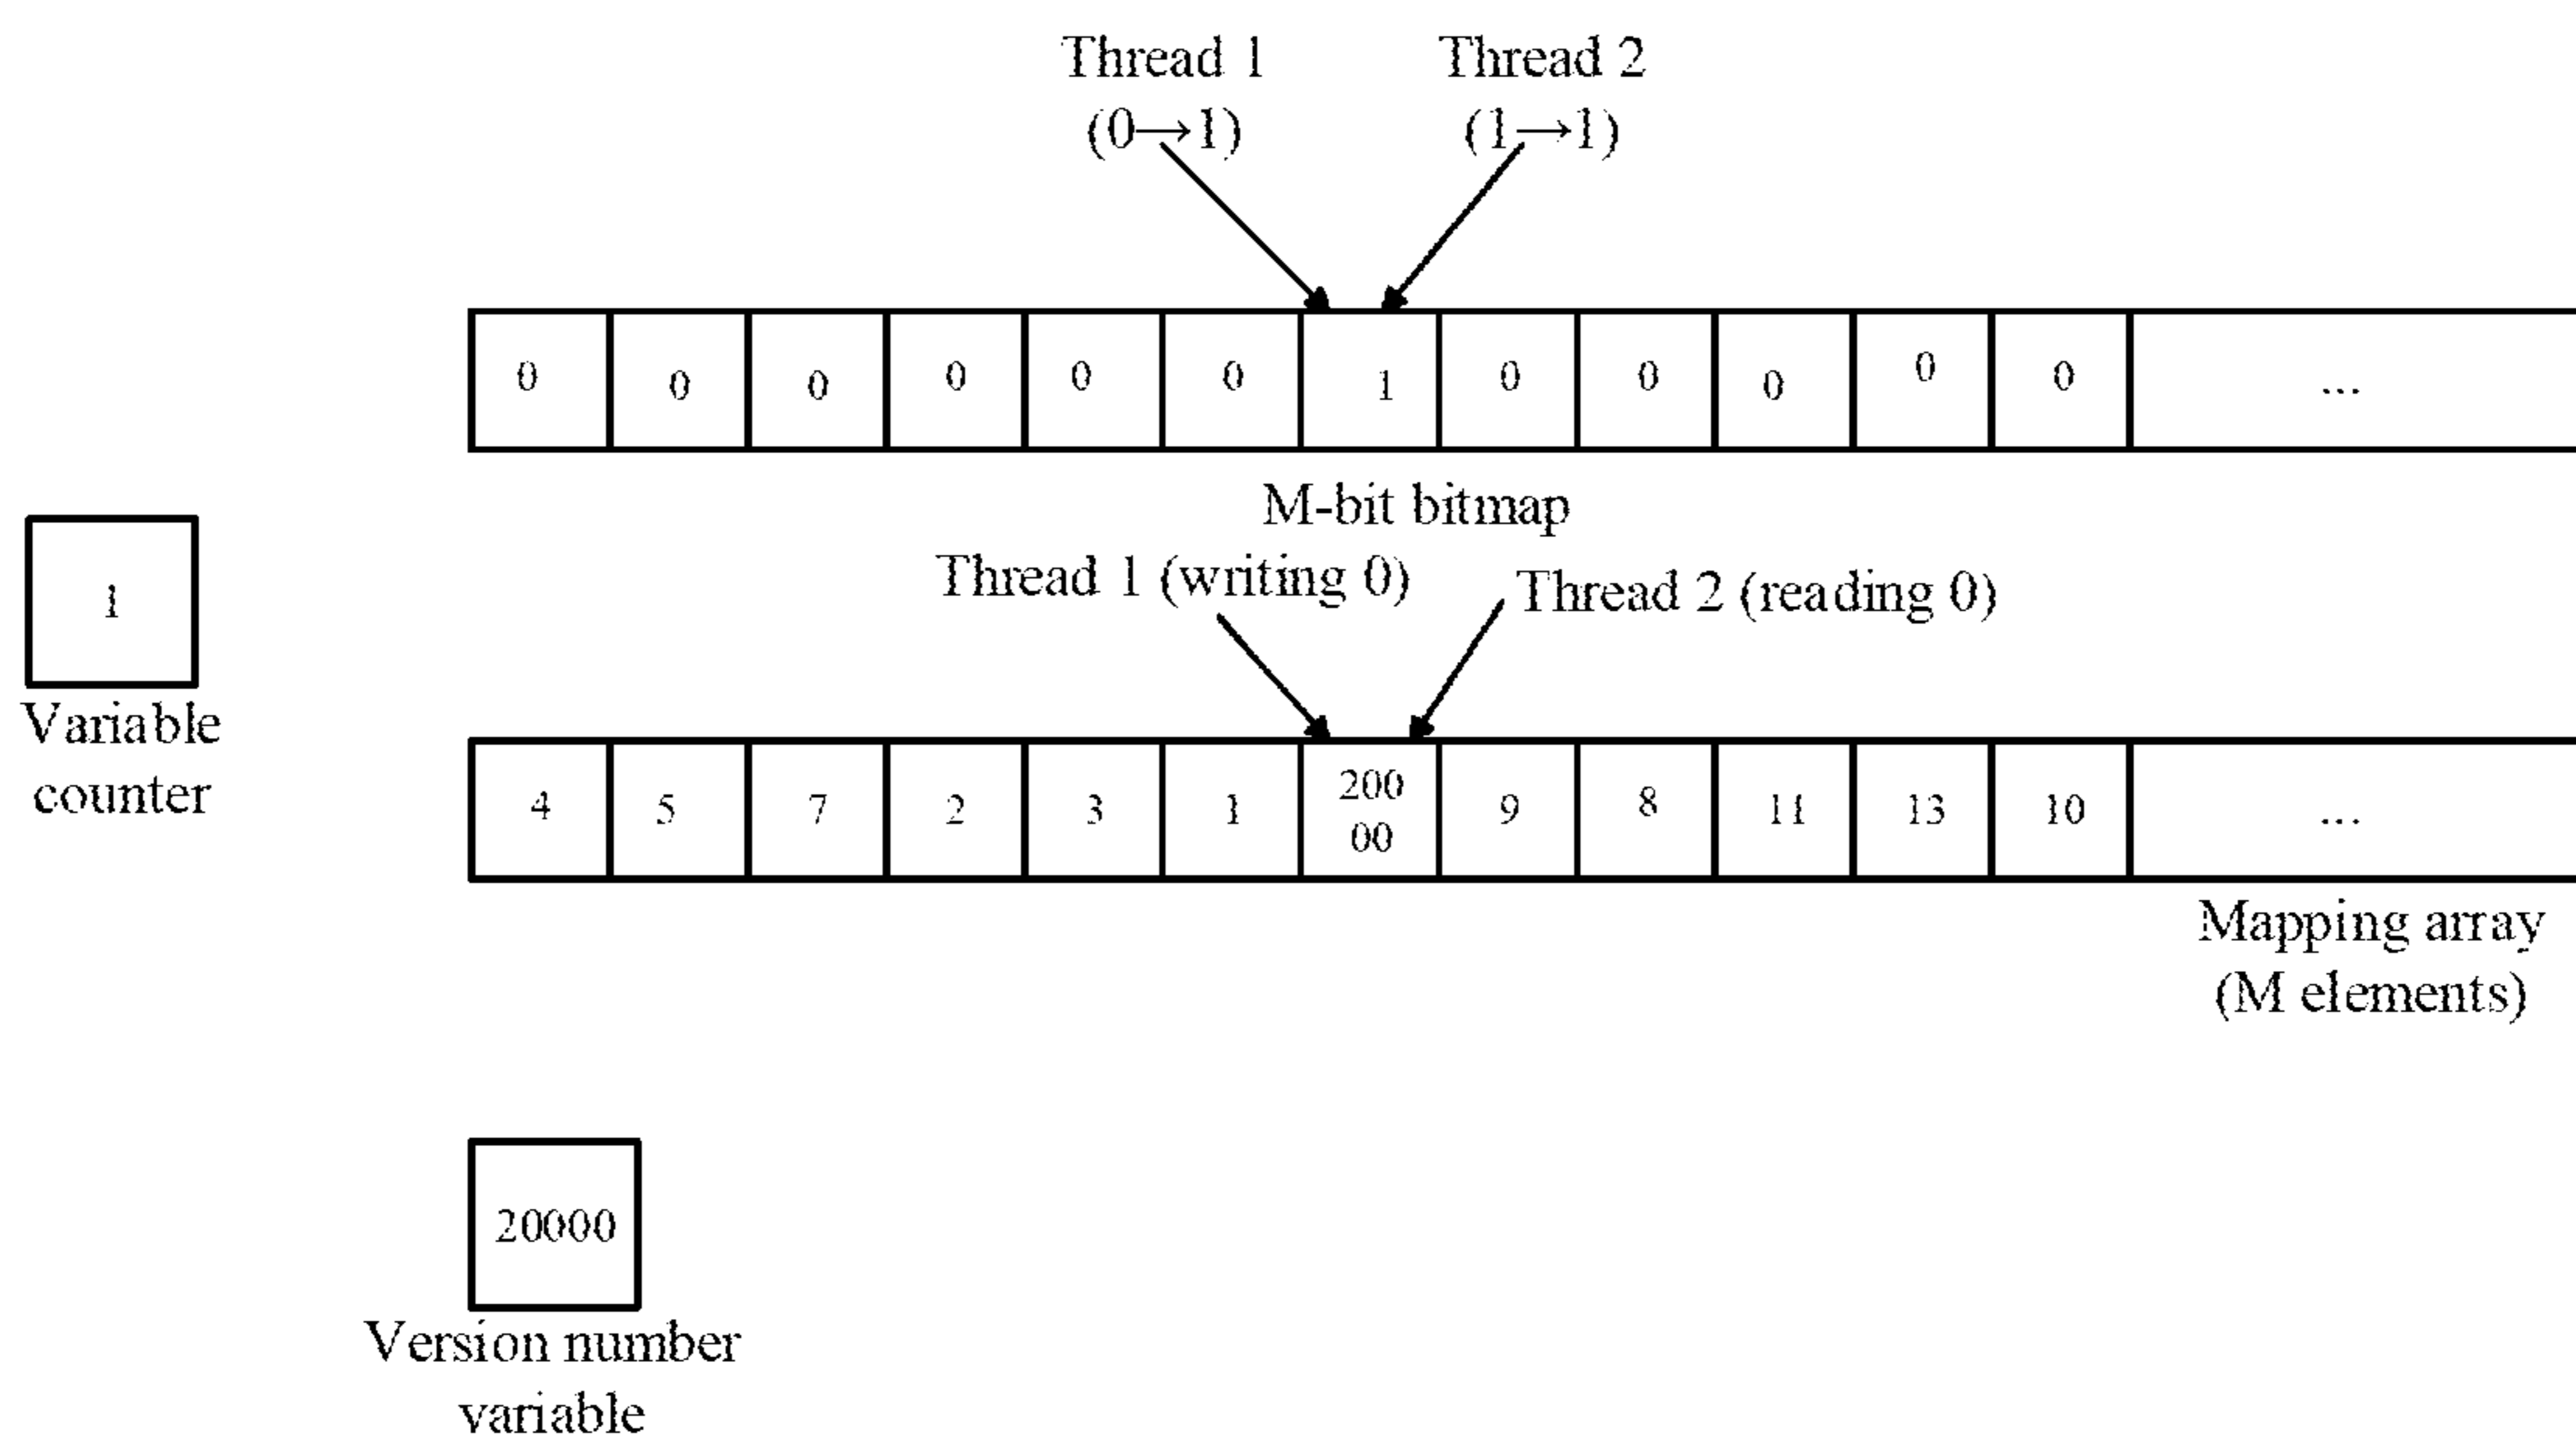 Thread 1 Thread 2
(0→1) (1→1)
0 0 0 0 0 0 1 0 0 0 0 0 ...
M-bit bitmap
1
Variable
counter
Thread 1 (writing 0) Thread 2 (reading 0)
4 5 7 2 3 1 200 9 8 11 13 10 ...
00
Mapping array
(M elements)
20000
Version number
variable